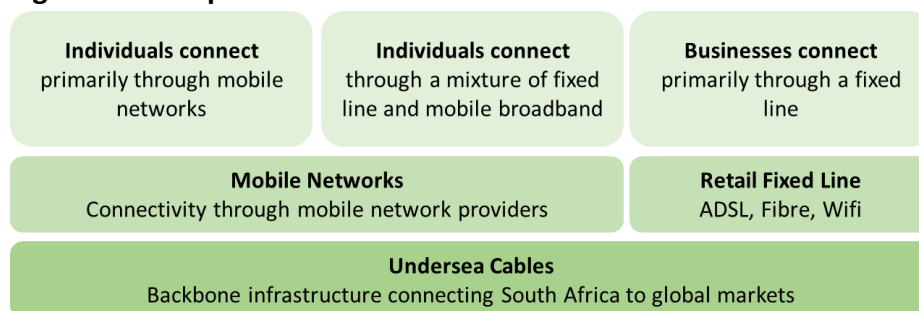 Individuals connect
primarily through mobile
networks
Individuals connect
through a mixture of fixed
line and mobile broadband
Businesses connect
primarily through a fixed
line
Mobile Networks
Connectivity through mobile network providers
Retail Fixed Line
ADSL, Fibre, Wifi
Undersea Cables
Backbone infrastructure connecting South Africa to global markets